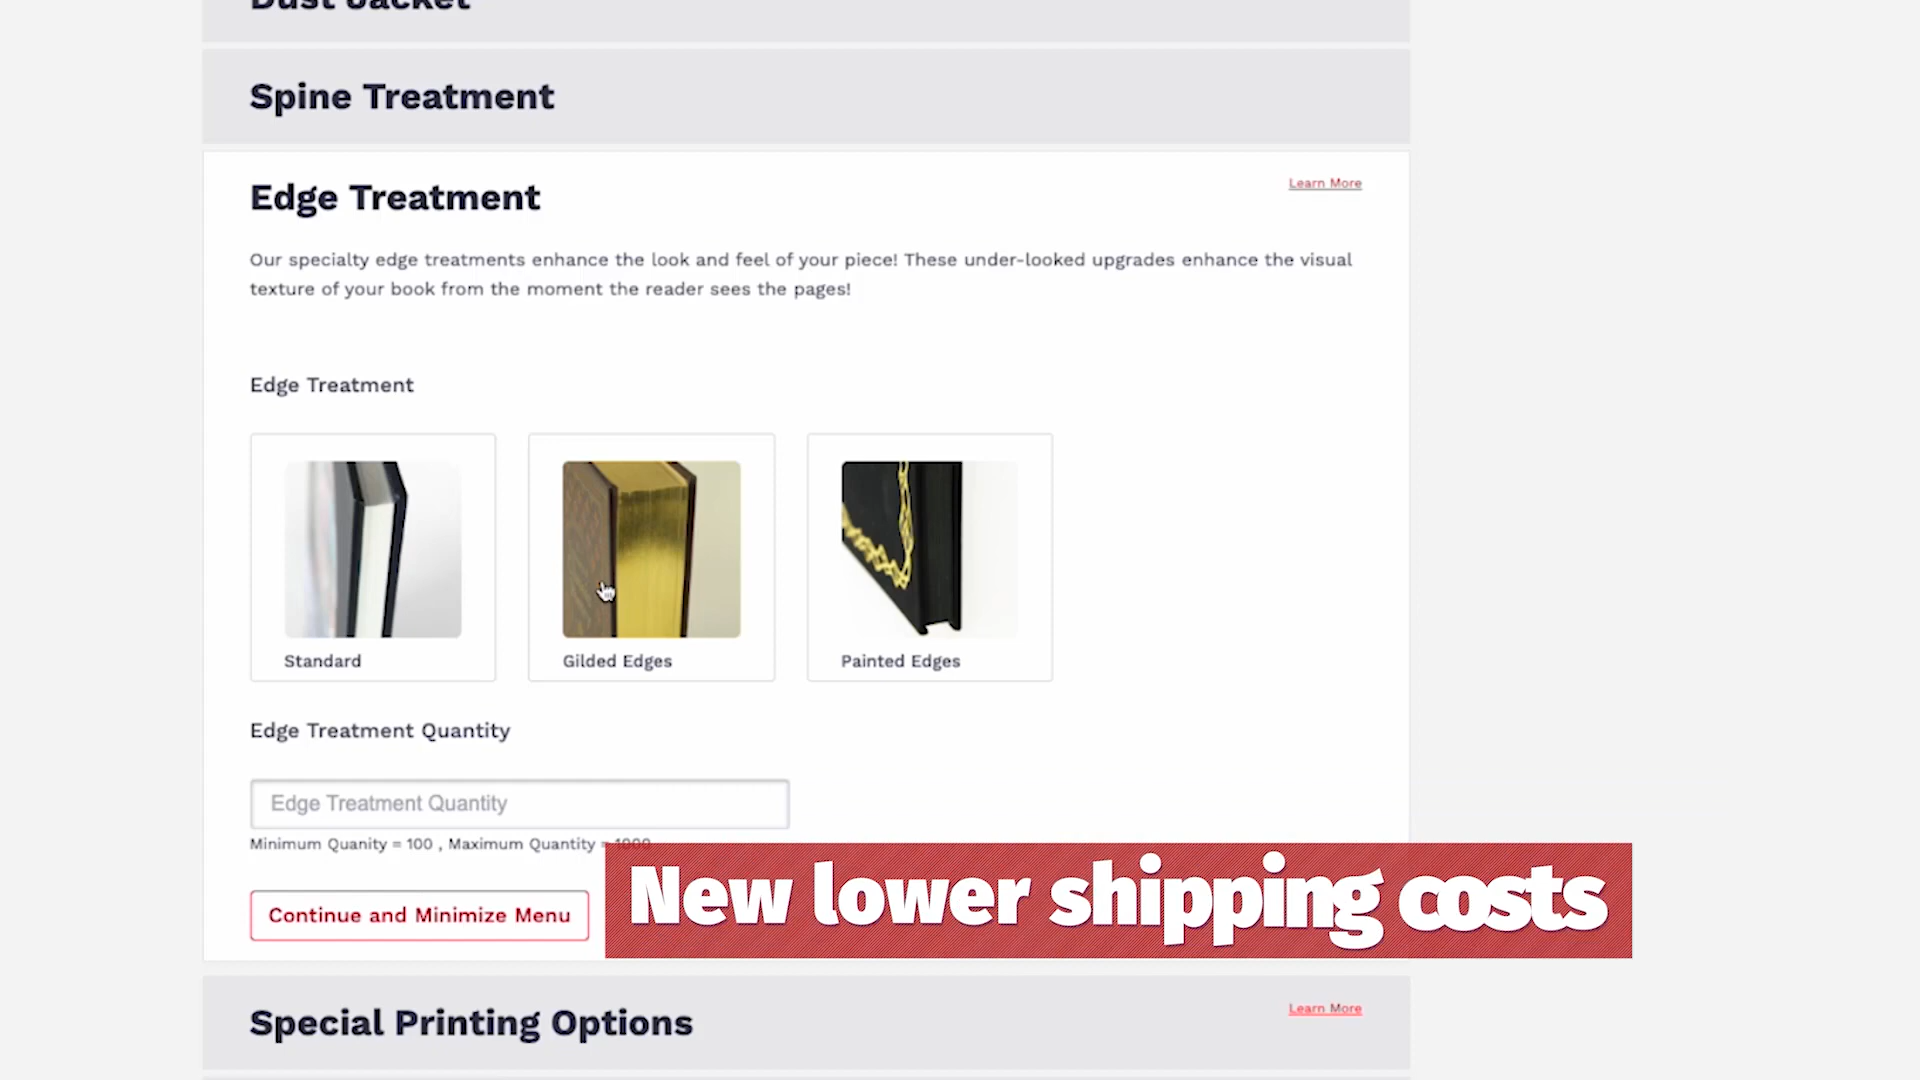 Dust Jacket
Spine Treatment
Edge Treatment
Learn More
Our specialty edge treatments enhance the look and feel of your piece! These under-looked upgrades enhance the visual
texture of your book from the moment the reader sees the pages!
Edge Treatment
Standard
Gilded Edges
Painted Edges
Edge Treatment Quantity
Edge Treatment Quantity
Minimum Quanity = 100 , Maximum Quantity = 1000
Continue and Minimize Menu
New lower shipping costs
Special Printing Options
Learn More